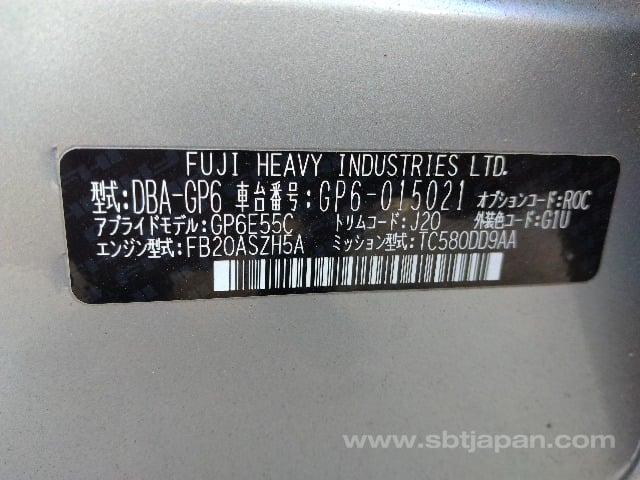 FUJI HEAVY INDUSTRIES LTD.
型式:DBA-GP6 車台番号:GP6-015021 オプションコード:ROC
アプライドモデル:GP6E55C トリムコード:J20 外装色コード:G1U
エンジン型式:FB20ASZH5A ミッション型式:TC580DD9AA
www.sbtjapan.com